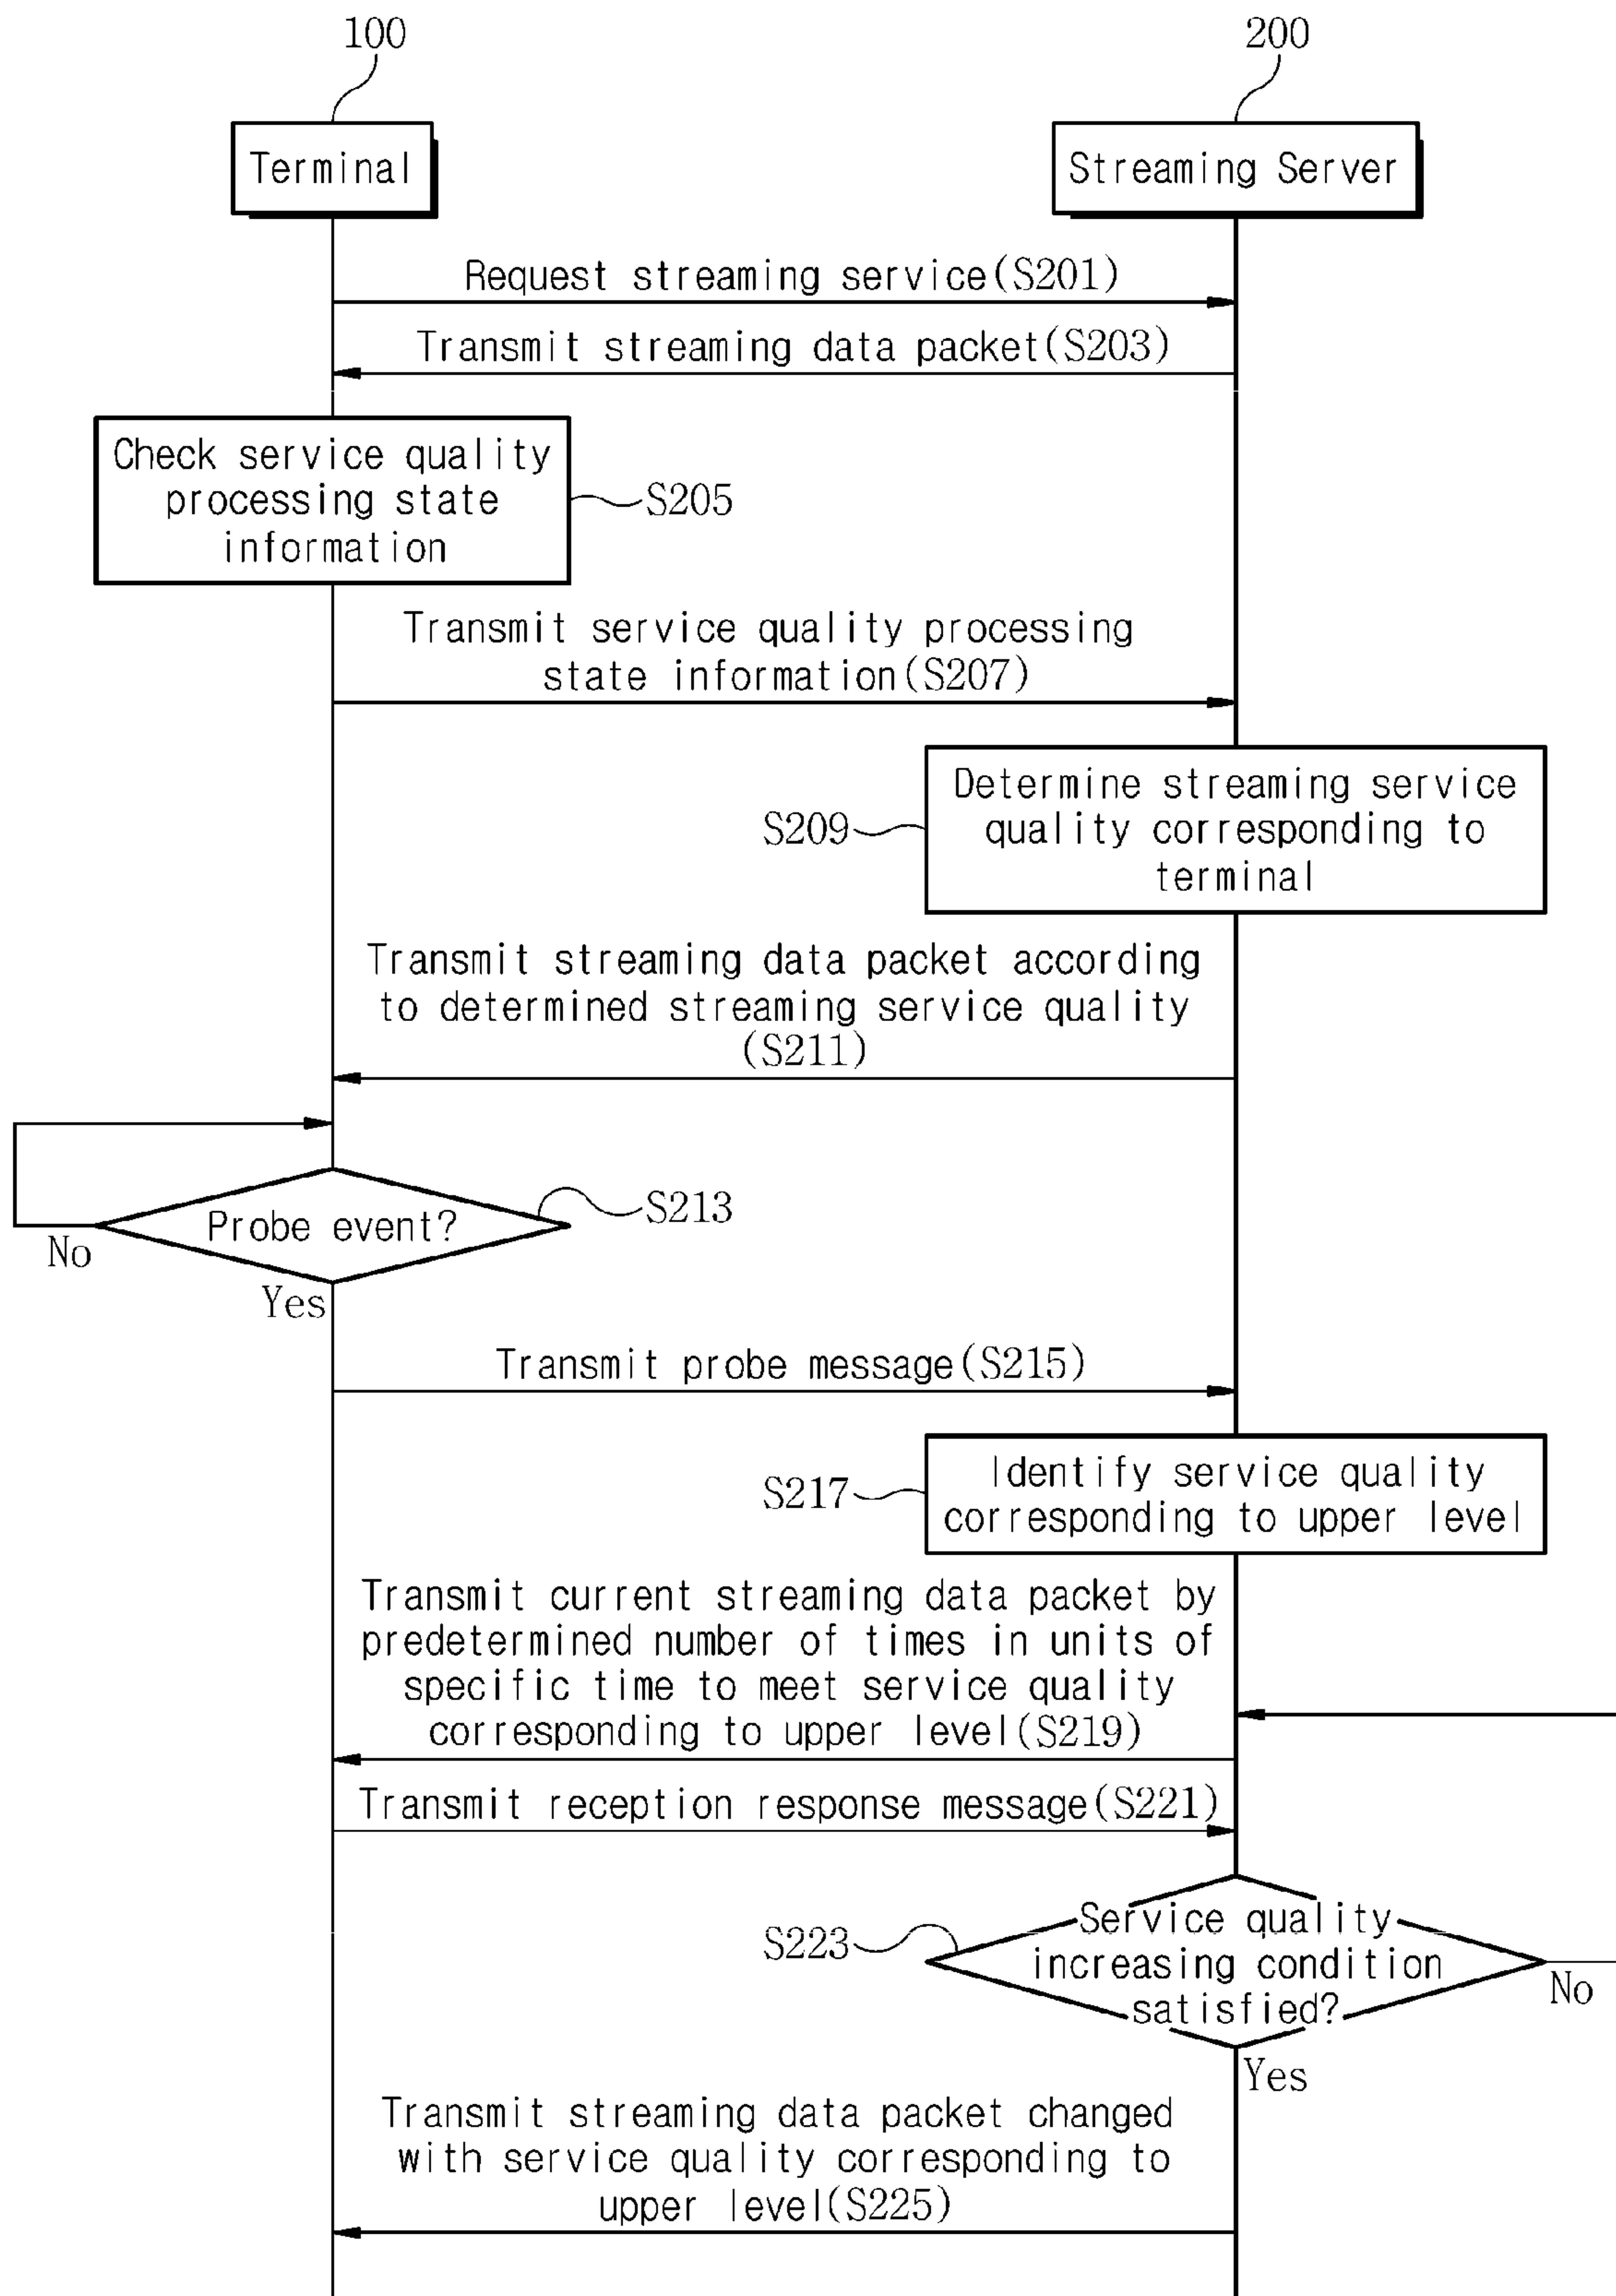 100
200
Terminal
Streaming Server
Request streaming service(S201)
Transmit streaming data packet(S203)
Check service quality
processing state
information
S205
Transmit service quality processing
state information(S207)
Determine streaming service
quality corresponding to
terminal
S209
Transmit streaming data packet according
to determined streaming service quality
(S211)
Probe event?
S213
No
Yes
Transmit probe message(S215)
Identify service quality
corresponding to upper level
S217
Transmit current streaming data packet by
predetermined number of times in units of
specific time to meet service quality
corresponding to upper level(S219)
Transmit reception response message(S221)
Service quality
increasing condition
satisfied?
S223
No
Yes
Transmit streaming data packet changed
with service quality corresponding to
upper level(S225)